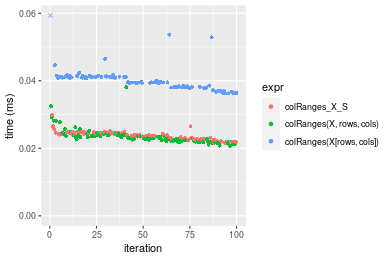 0.06
0.04
0.02
0.00
time (ms)
0
25
50
75
100
iteration
expr
colRanges_X_S
colRanges(X, rows, cols)
colRanges(X[rows, cols])